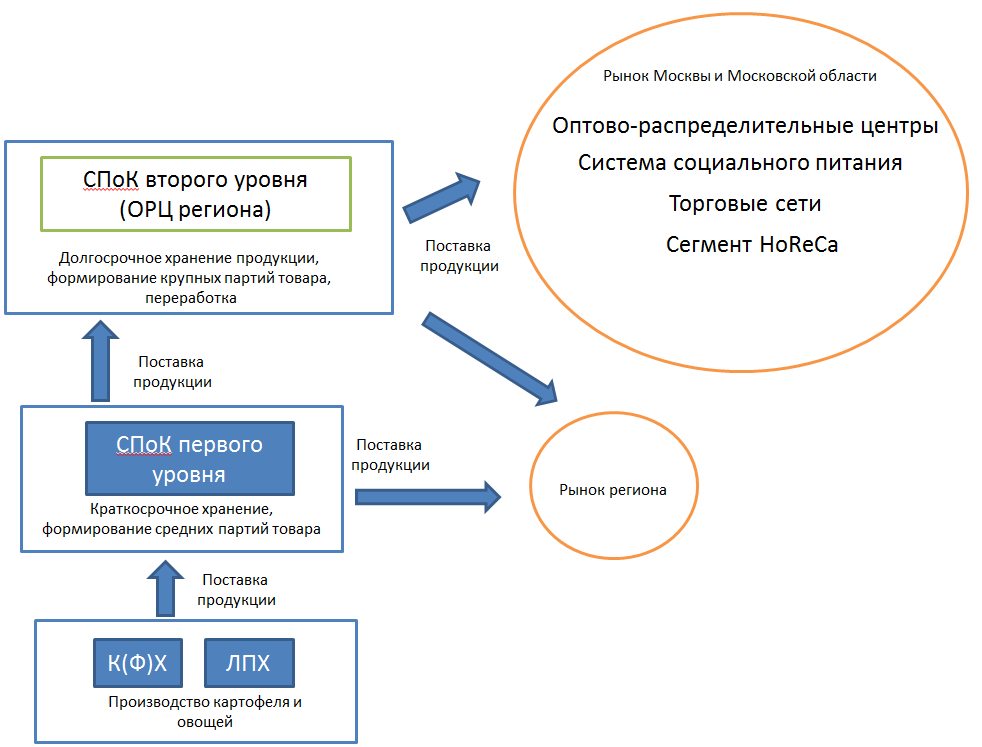 Рынок Москвы и Московской области
Оптово-распределительные центры
Система социального питания
Торговые сети
Сегмент HoReCa
СПоК второго уровня
(ОРЦ региона)
Долгосрочное хранение продукции,
формирование крупных партий товара,
переработка
Поставка
продукции
Поставка
продукции
СПоК первого
уровня
Краткосрочное хранение,
формирование средних партий товара
Поставка
продукции
Рынок региона
Поставка
продукции
К(Ф)Х
ЛПХ
Производство картофеля и
овощей